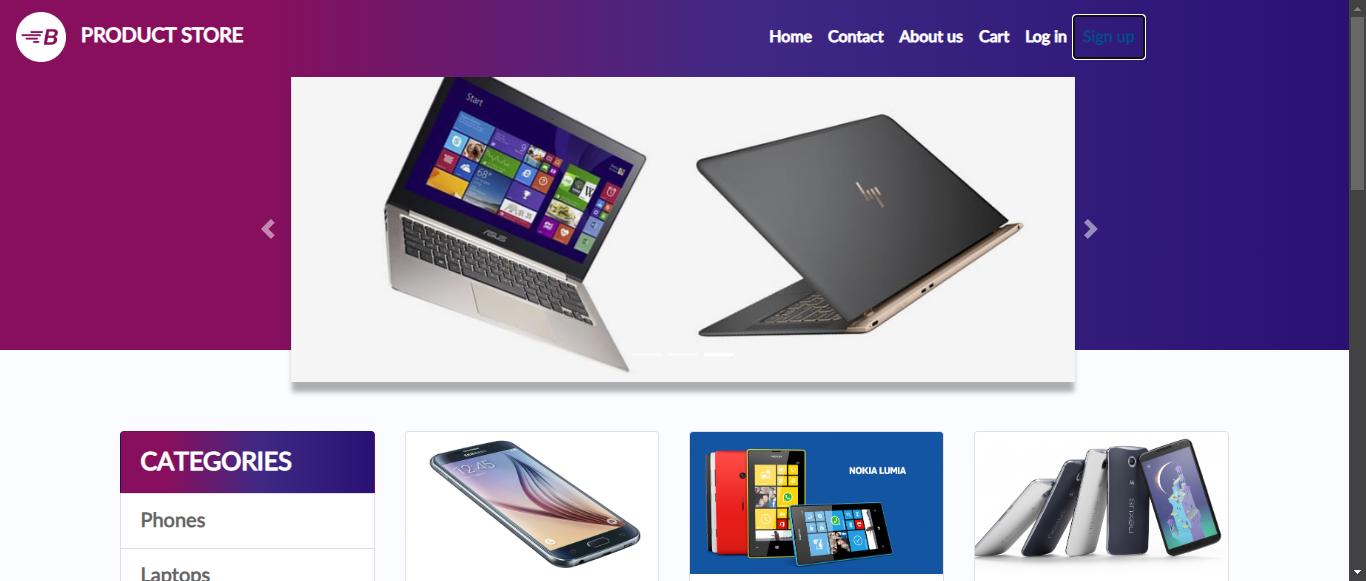 B PRODUCT STORE
Home Contact About us Cart Log in Sign up
Start
ASUS
hp
CATEGORIES
Phones
Laptops
12:45
NOKIA LUMIA
nexus